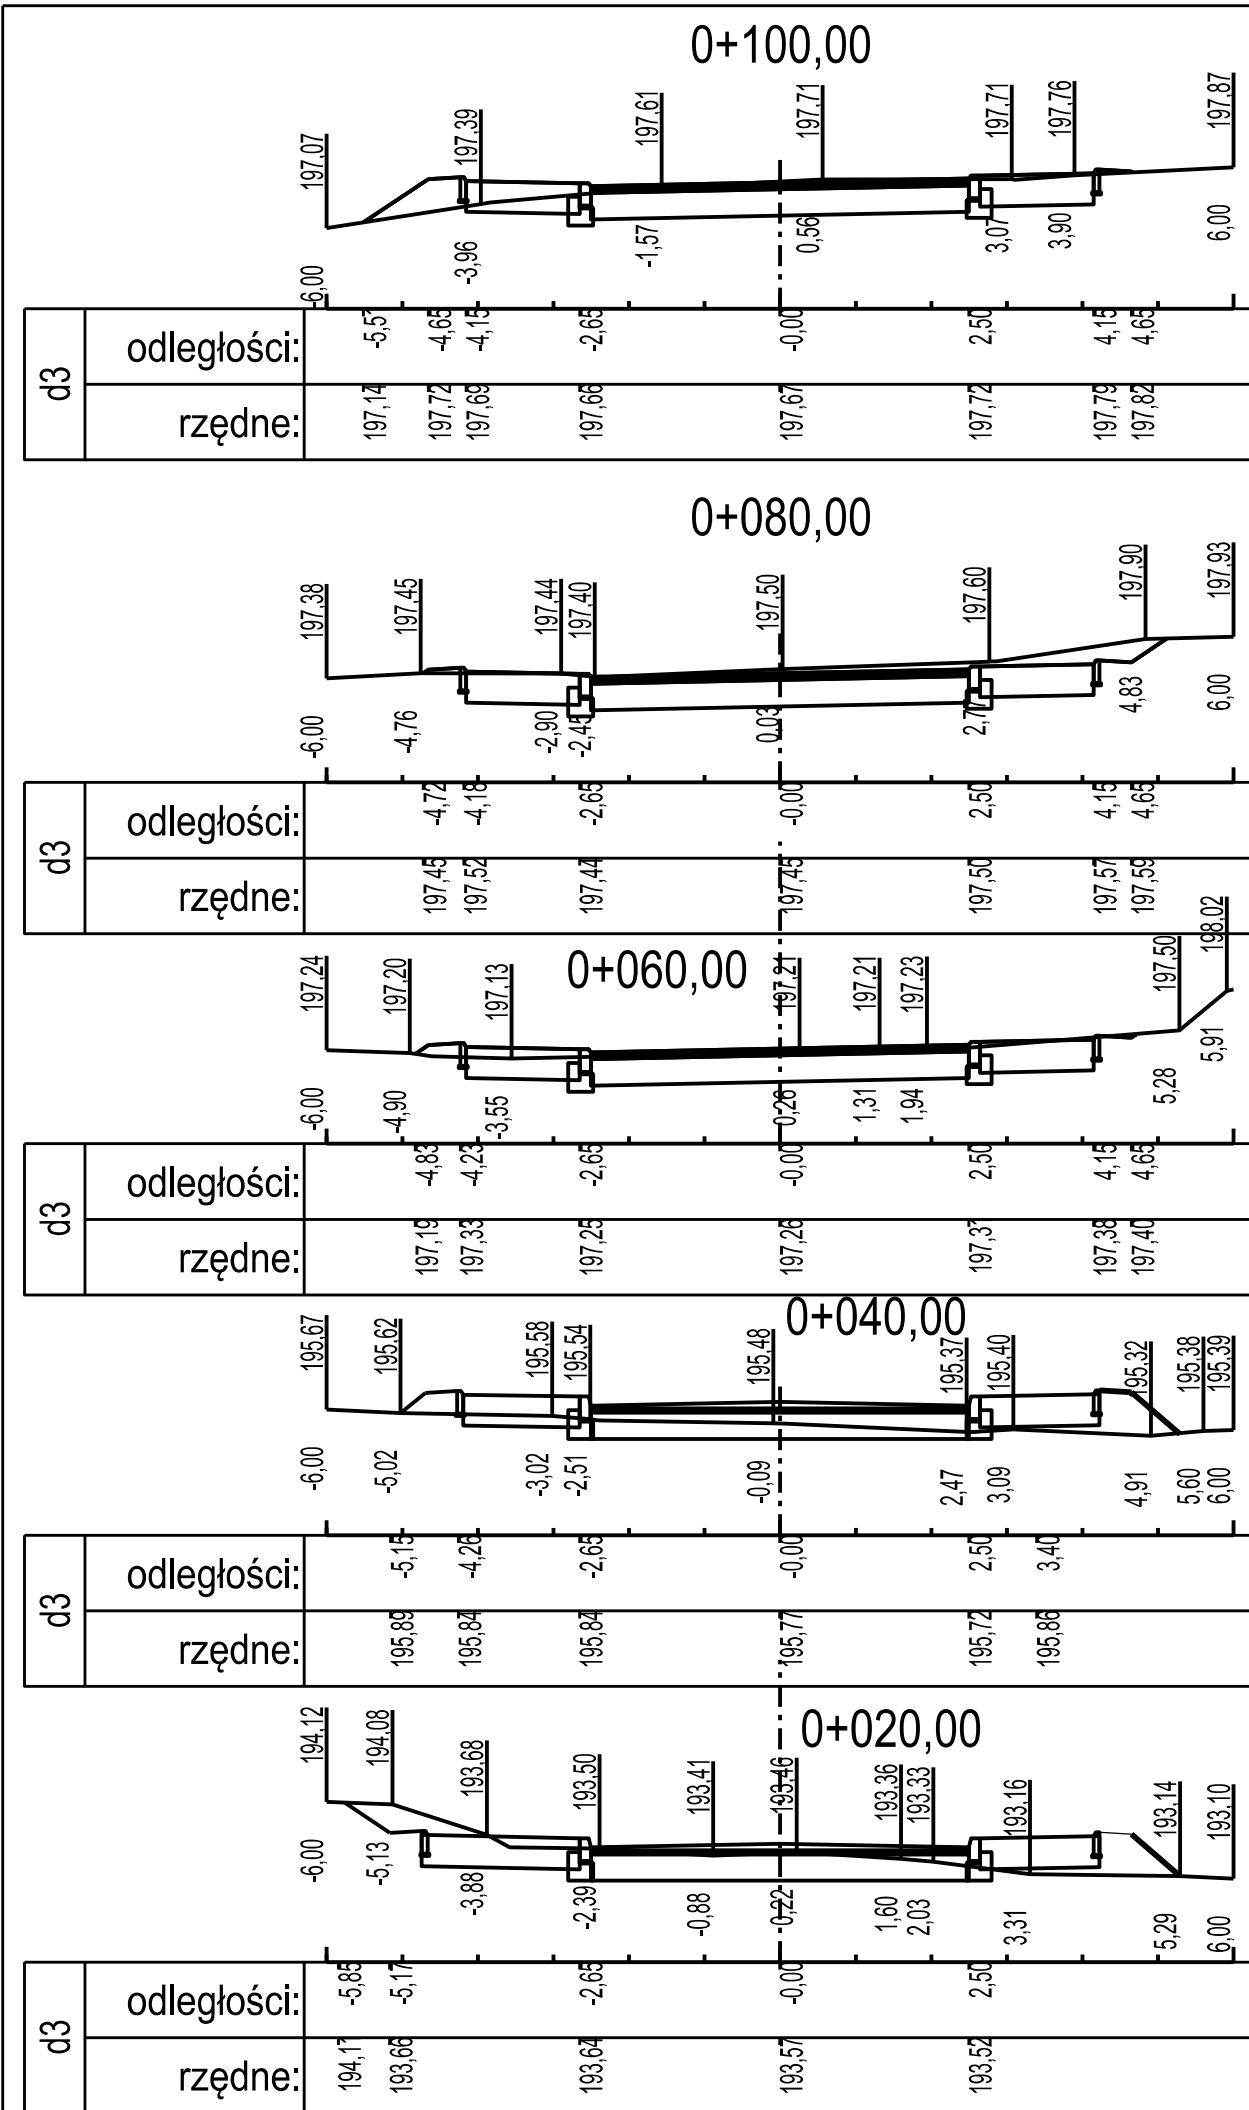 0+100,00
197,07 197,39 197,61 197,71 197,71 197,76 197,87
-6,00 -3,96 -1,57 0,56 3,07 3,90 6,00
d3
odległości: -5,51 -4,65 -4,15 -2,65 -0,00 2,50 4,15 4,65
rzędne: 197,14 197,72 197,69 197,66 197,67 197,72 197,79 197,82
0+080,00
197,38 197,45 197,44 197,40 197,50 197,60 197,90 197,93
-6,00 -4,76 -2,90 -2,45 0,03 2,77 4,83 6,00
d3
odległości: -4,72 -4,18 -2,65 -0,00 2,50 4,15 4,65
rzędne: 197,45 197,52 197,44 197,45 197,50 197,57 197,59
0+060,00
197,24 197,20 197,13 197,21 197,21 197,23 197,50 198,02
-6,00 -4,90 -3,55 0,26 1,31 1,94 5,28 5,91
d3
odległości: -4,83 -4,23 -2,65 -0,00 2,50 4,15 4,65
rzędne: 197,19 197,33 197,25 197,26 197,31 197,38 197,40
0+040,00
195,67 195,62 195,58 195,54 195,48 195,37 195,40 195,32 195,38 195,39
-6,00 -5,02 -3,02 -2,51 -0,09 2,47 3,09 4,91 5,60 6,00
d3
odległości: -5,15 -4,26 -2,65 -0,00 2,50 3,40
rzędne: 195,89 195,84 195,84 195,77 195,72 195,86
0+020,00
194,12 194,08 193,68 193,50 193,41 193,46 193,36 193,33 193,16 193,14 193,10
-6,00 -5,13 -3,88 -2,39 -0,88 0,22 1,60 2,03 3,31 5,29 6,00
d3
odległości: -5,85 -5,17 -2,65 -0,00 2,50
rzędne: 194,11 193,66 193,64 193,57 193,52